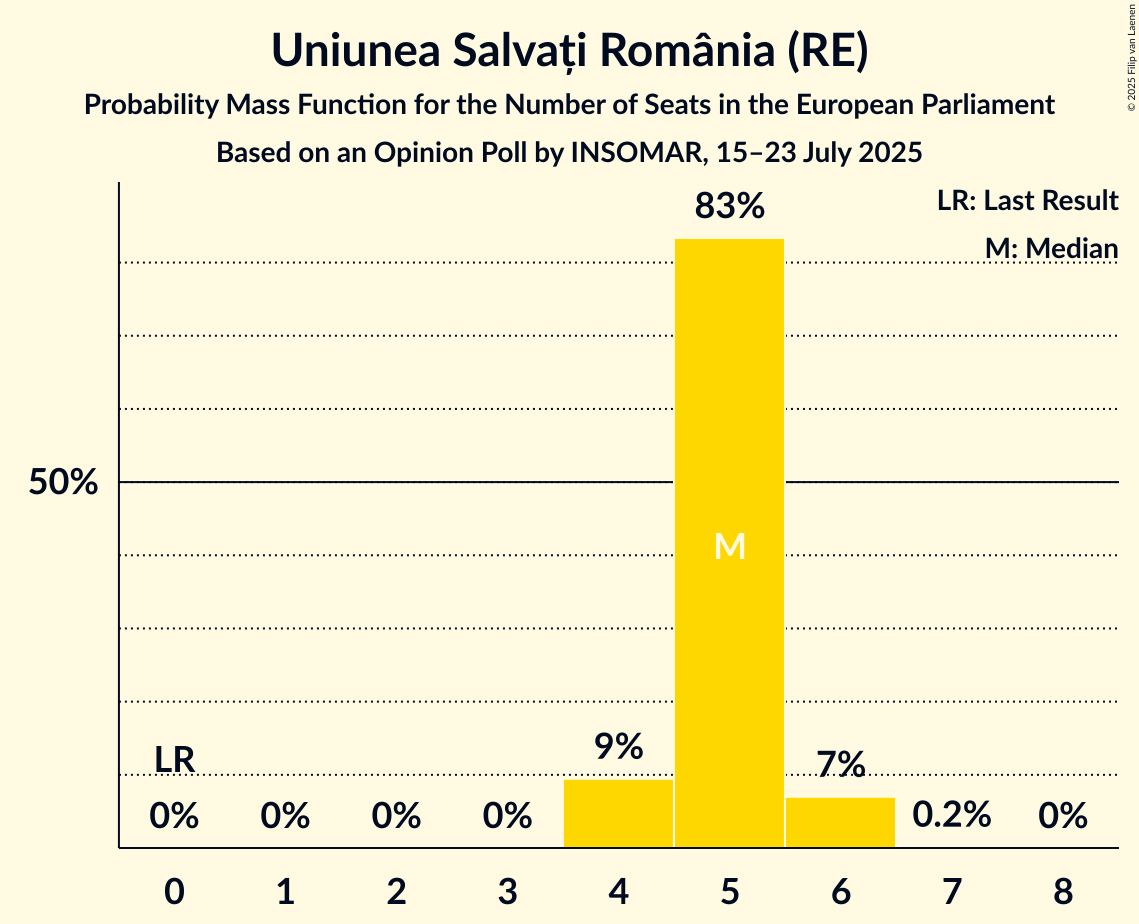 Uniunea Salvați România (RE)
Probability Mass Function for the Number of Seats in the European Parliament
Based on an Opinion Poll by INSOMAR, 15–23 July 2025
© 2025 Filip van Laenen
LR: Last Result
M: Median
83%
50%
M
LR
9%
7%
0%
0%
0%
0%
0.2%
0%
0 1 2 3 4 5 6 7 8